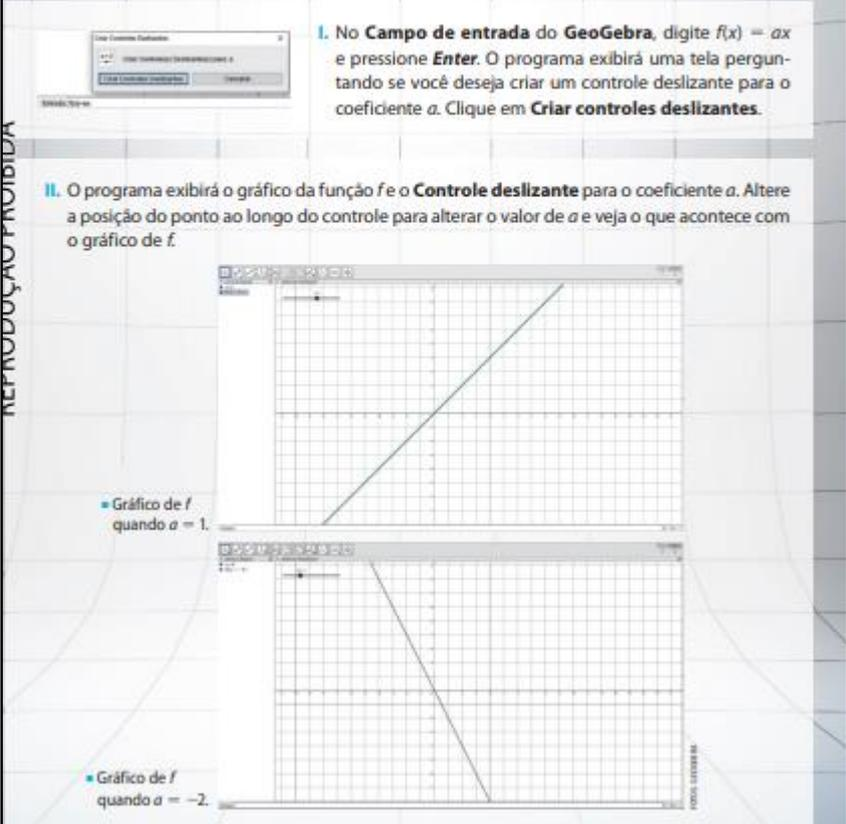 I. No Campo de entrada do GeoGebra, digite f(x) = ax
e pressione Enter. O programa exibirá uma tela pergun-
tando se você deseja criar um controle deslizante para o
coeficiente a. Clique em Criar controles deslizantes.
REPRODUÇÃO PROIBIDA
II. O programa exibirá o gráfico da função f e o Controle deslizante para o coeficiente a. Altere
a posição do ponto ao longo do controle para alterar o valor de a e veja o que acontece com
o gráfico de f.
Gráfico de f
quando a = 1.
Gráfico de f
quando a = −2.
FOTOS: GEOGEBRA